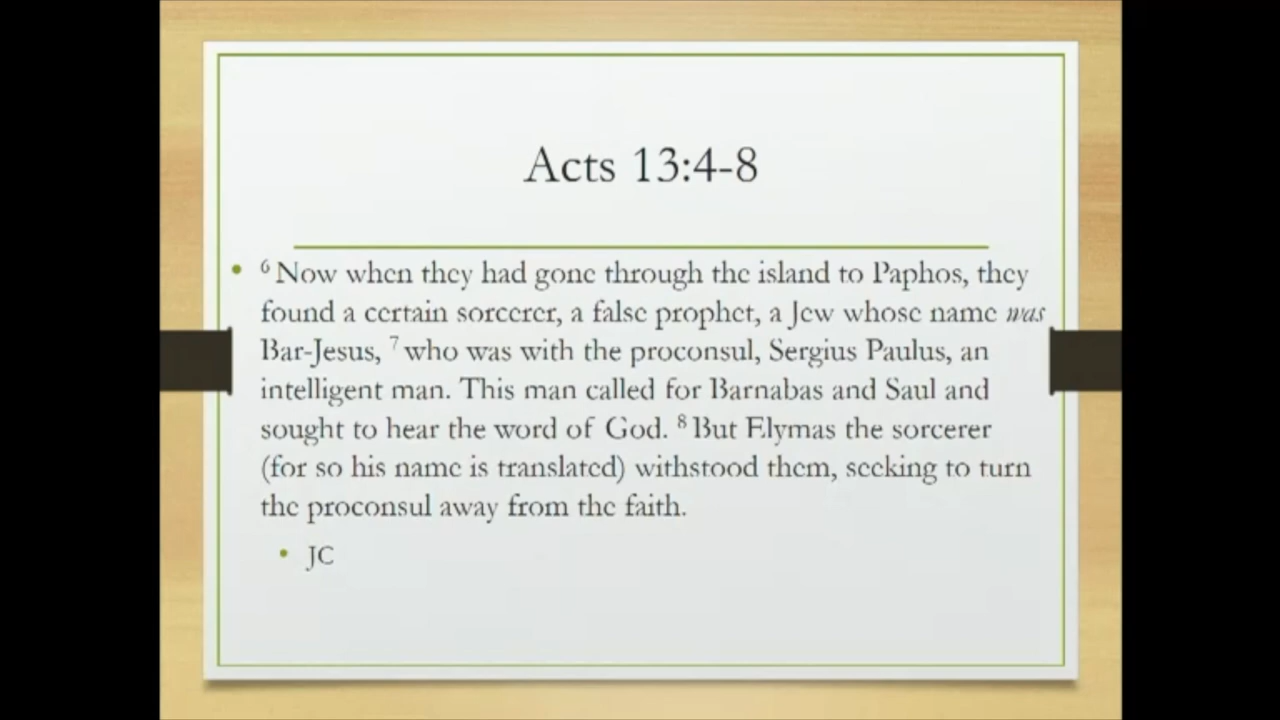 Acts 13:4-8
• ⁶ Now when they had gone through the island to Paphos, they
found a certain sorcerer, a false prophet, a Jew whose name was
Bar-Jesus, ⁷ who was with the proconsul, Sergius Paulus, an
intelligent man. This man called for Barnabas and Saul and
sought to hear the word of God. ⁸ But Elymas the sorcerer
(for so his name is translated) withstood them, seeking to turn
the proconsul away from the faith.
• JC